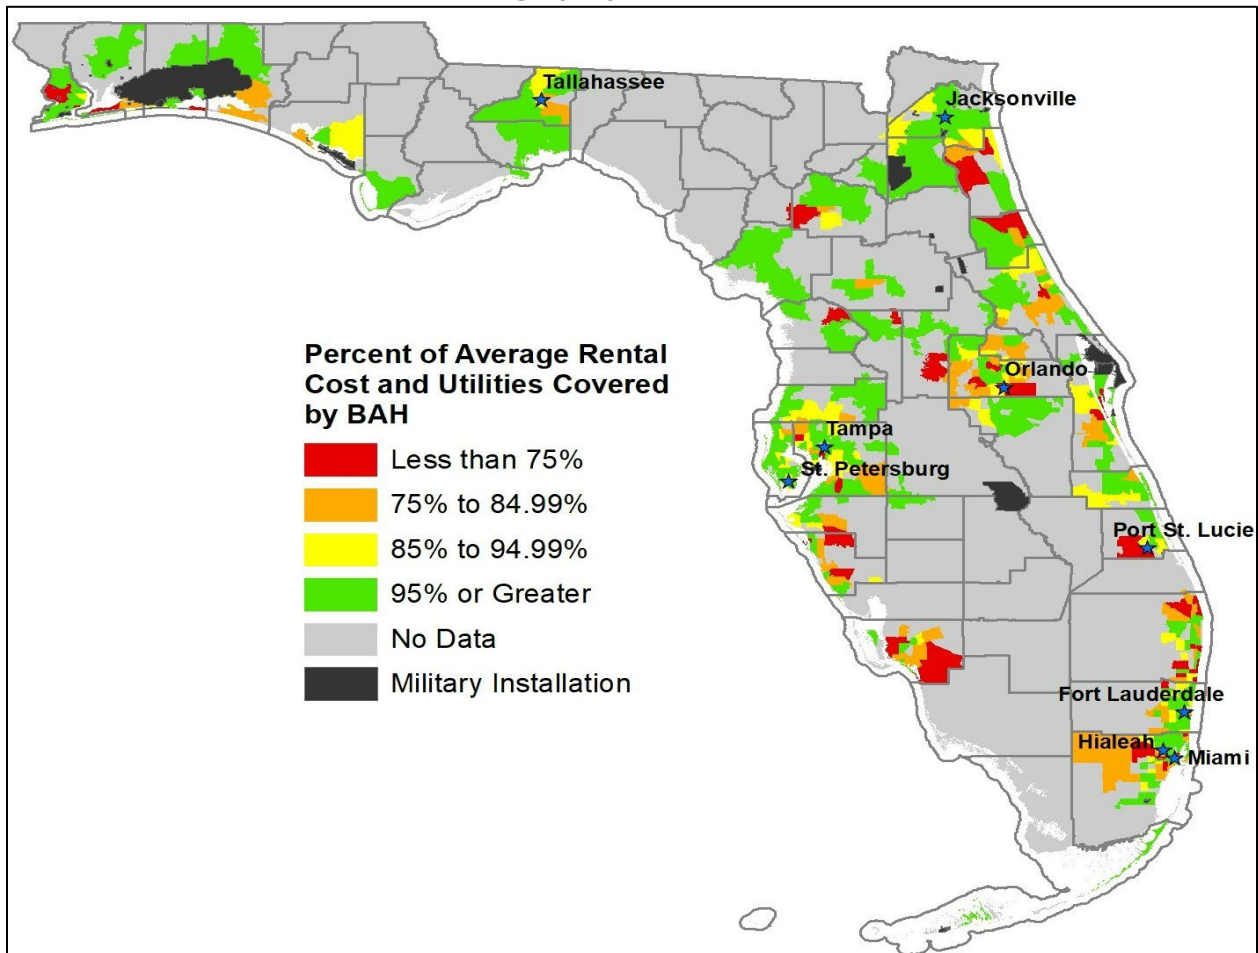 Tallahassee
Jacksonville
Percent of Average Rental
Cost and Utilities Covered
by BAH
Less than 75%
75% to 84.99%
85% to 94.99%
95% or Greater
No Data
Military Installation
Orlando
Tampa
St. Petersburg
Port St. Lucie
Fort Lauderdale
Hialeah
Miami